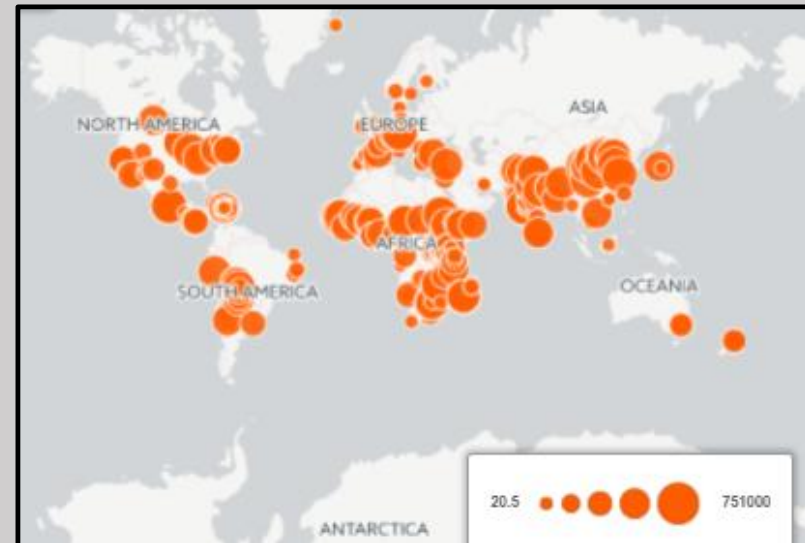 ASIA
NORTH AMERICA
EUROPE
AFRICA
SOUTH AMERICA
OCEANIA
20.5 751000
ANTARCTICA